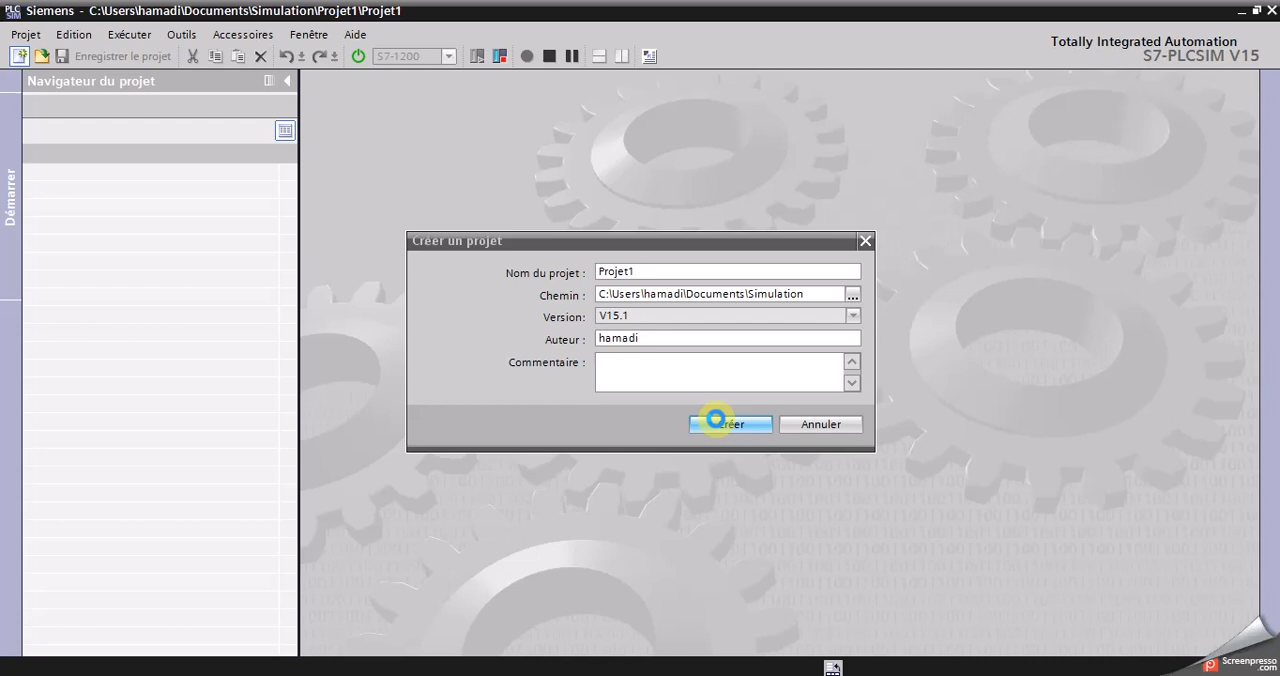 PLC SIM Siemens - C:\Users\hamadi\Documents\Simulation\Projet1\Projet1
Projet Edition Exécuter Outils Accessoires Fenêtre Aide
Totally Integrated Automation
S7-PLCSIM V15
Enregistrer le projet S7-1200
Navigateur du projet
Démarrer
Créer un projet
Nom du projet : Projet1
Chemin : C:\Users\hamadi\Documents\Simulation ...
Version: V15.1
Auteur : hamadi
Commentaire :
Créer Annuler
Screenpresso
.com